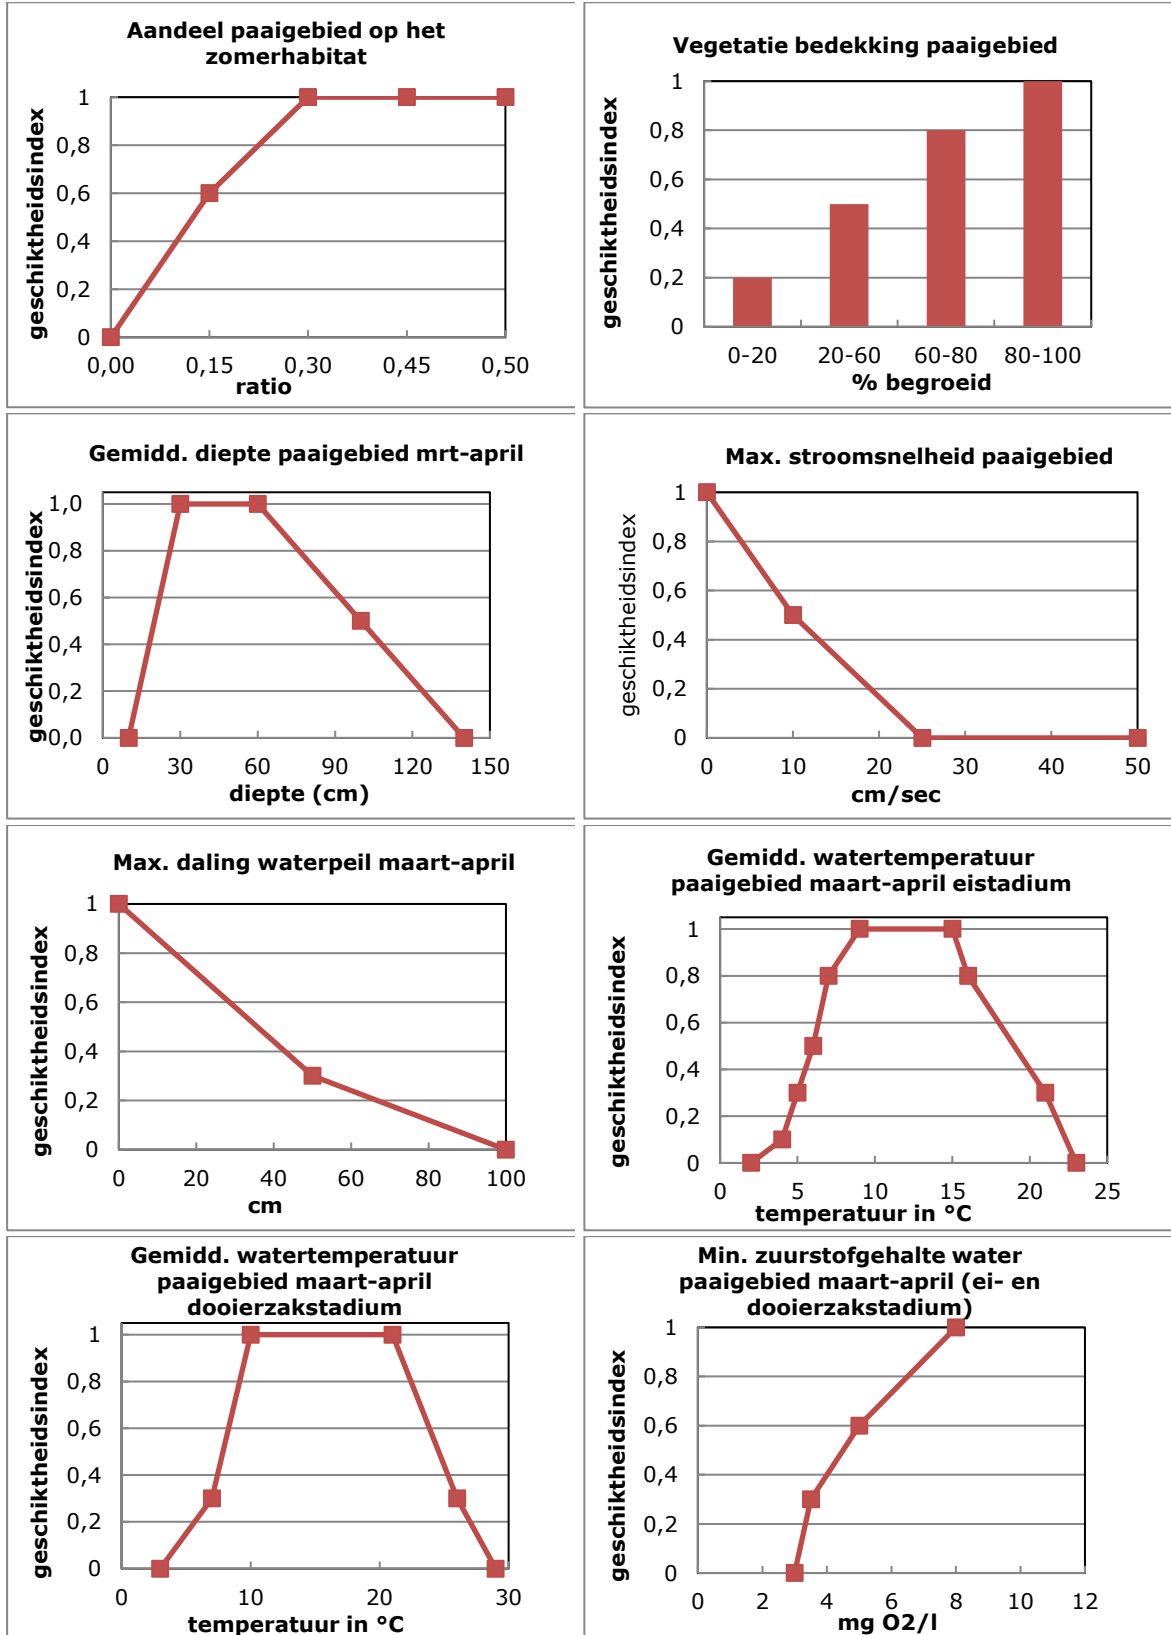 Aandeel paaigebied op het
zomerhabitat
geschiktheidsindex
1
0,8
0,6
0,4
0,2
0
0,00 0,15 0,30 0,45 0,50
ratio
Vegetatie bedekking paaigebied
geschiktheidsindex
1
0,8
0,6
0,4
0,2
0
0-20 20-60 60-80 80-100
% begroeid
Gemidd. diepte paaigebied mrt-april
geschiktheidsindex
1,0
0,8
0,6
0,4
0,2
0,0
0 30 60 90 120 150
diepte (cm)
Max. stroomsnelheid paaigebied
geschiktheidsindex
1
0,8
0,6
0,4
0,2
0
0 10 20 30 40 50
cm/sec
Max. daling waterpeil maart-april
geschiktheidsindex
1
0,8
0,6
0,4
0,2
0
0 20 40 60 80 100
cm
Gemidd. watertemperatuur
paaigebied maart-april eistadium
geschiktheidsindex
1
0,8
0,6
0,4
0,2
0
0 5 10 15 20 25
temperatuur in °C
Gemidd. watertemperatuur
paaigebied maart-april
dooierzakstadium
geschiktheidsindex
1
0,8
0,6
0,4
0,2
0
0 10 20 30
temperatuur in °C
Min. zuurstofgehalte water
paaigebied maart-april (ei- en
dooierzakstadium)
geschiktheidsindex
1
0,8
0,6
0,4
0,2
0
0 2 4 6 8 10 12
mg O2/l